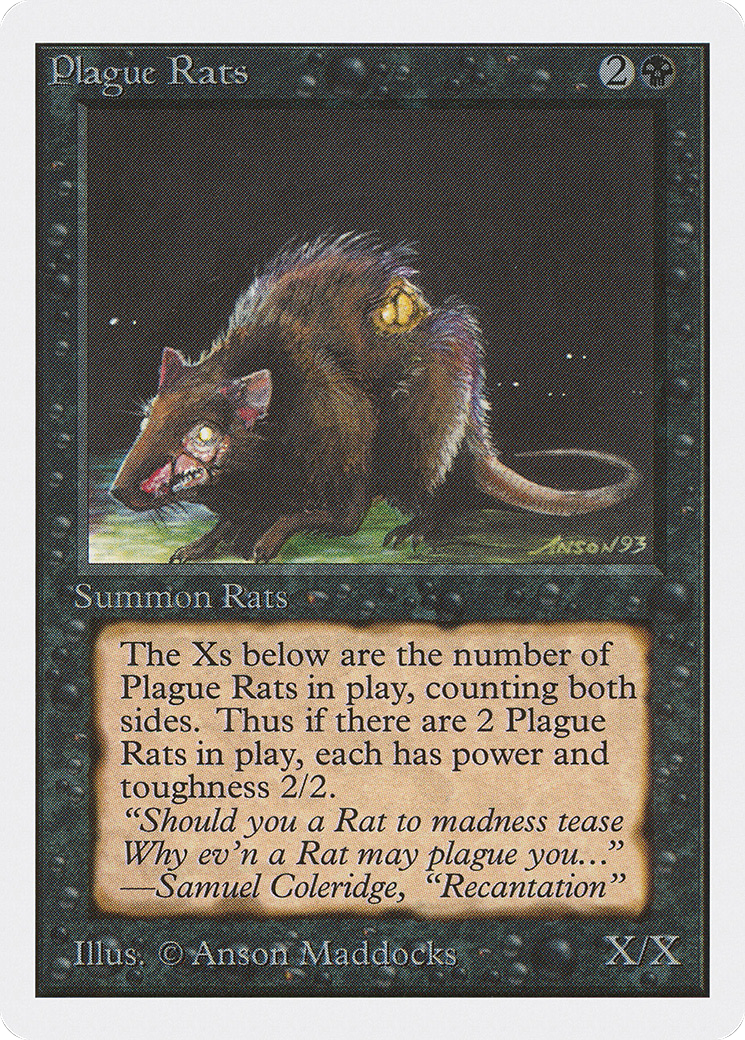 Plague Rats 2
ANSON 93
Summon Rats
The Xs below are the number of
Plague Rats in play, counting both
sides. Thus if there are 2 Plague
Rats in play, each has power and
toughness 2/2.
“Should you a Rat to madness tease
Why ev’n a Rat may plague you...”
—Samuel Coleridge, “Recantation”
Illus. © Anson Maddocks X/X